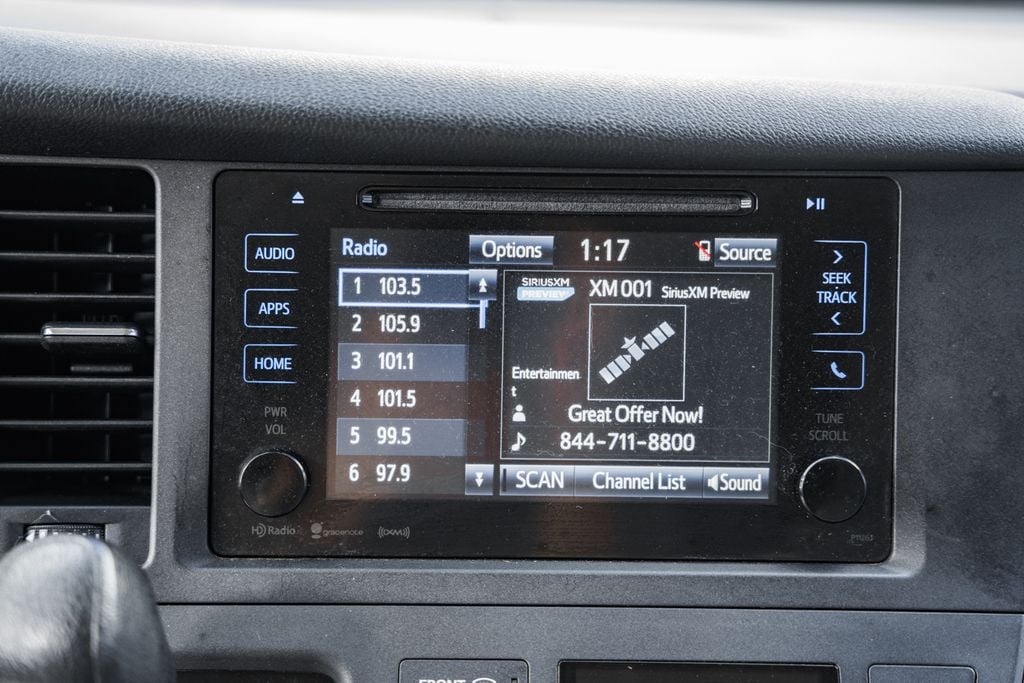 AUDIO
APPS
HOME
PWR
VOL
Radio
Options
1:17
Source
1 103.5
2 105.9
3 101.1
4 101.5
5 99.5
6 97.9
SIRIUSXM
PREVIEW
XM 001 SiriusXM Preview
Entertainmen
t
Great Offer Now!
844-711-8800
SCAN
Channel List
Sound
SEEK
TRACK
TUNE
SCROLL
HD Radio
gracenote
((XM))
FRONT